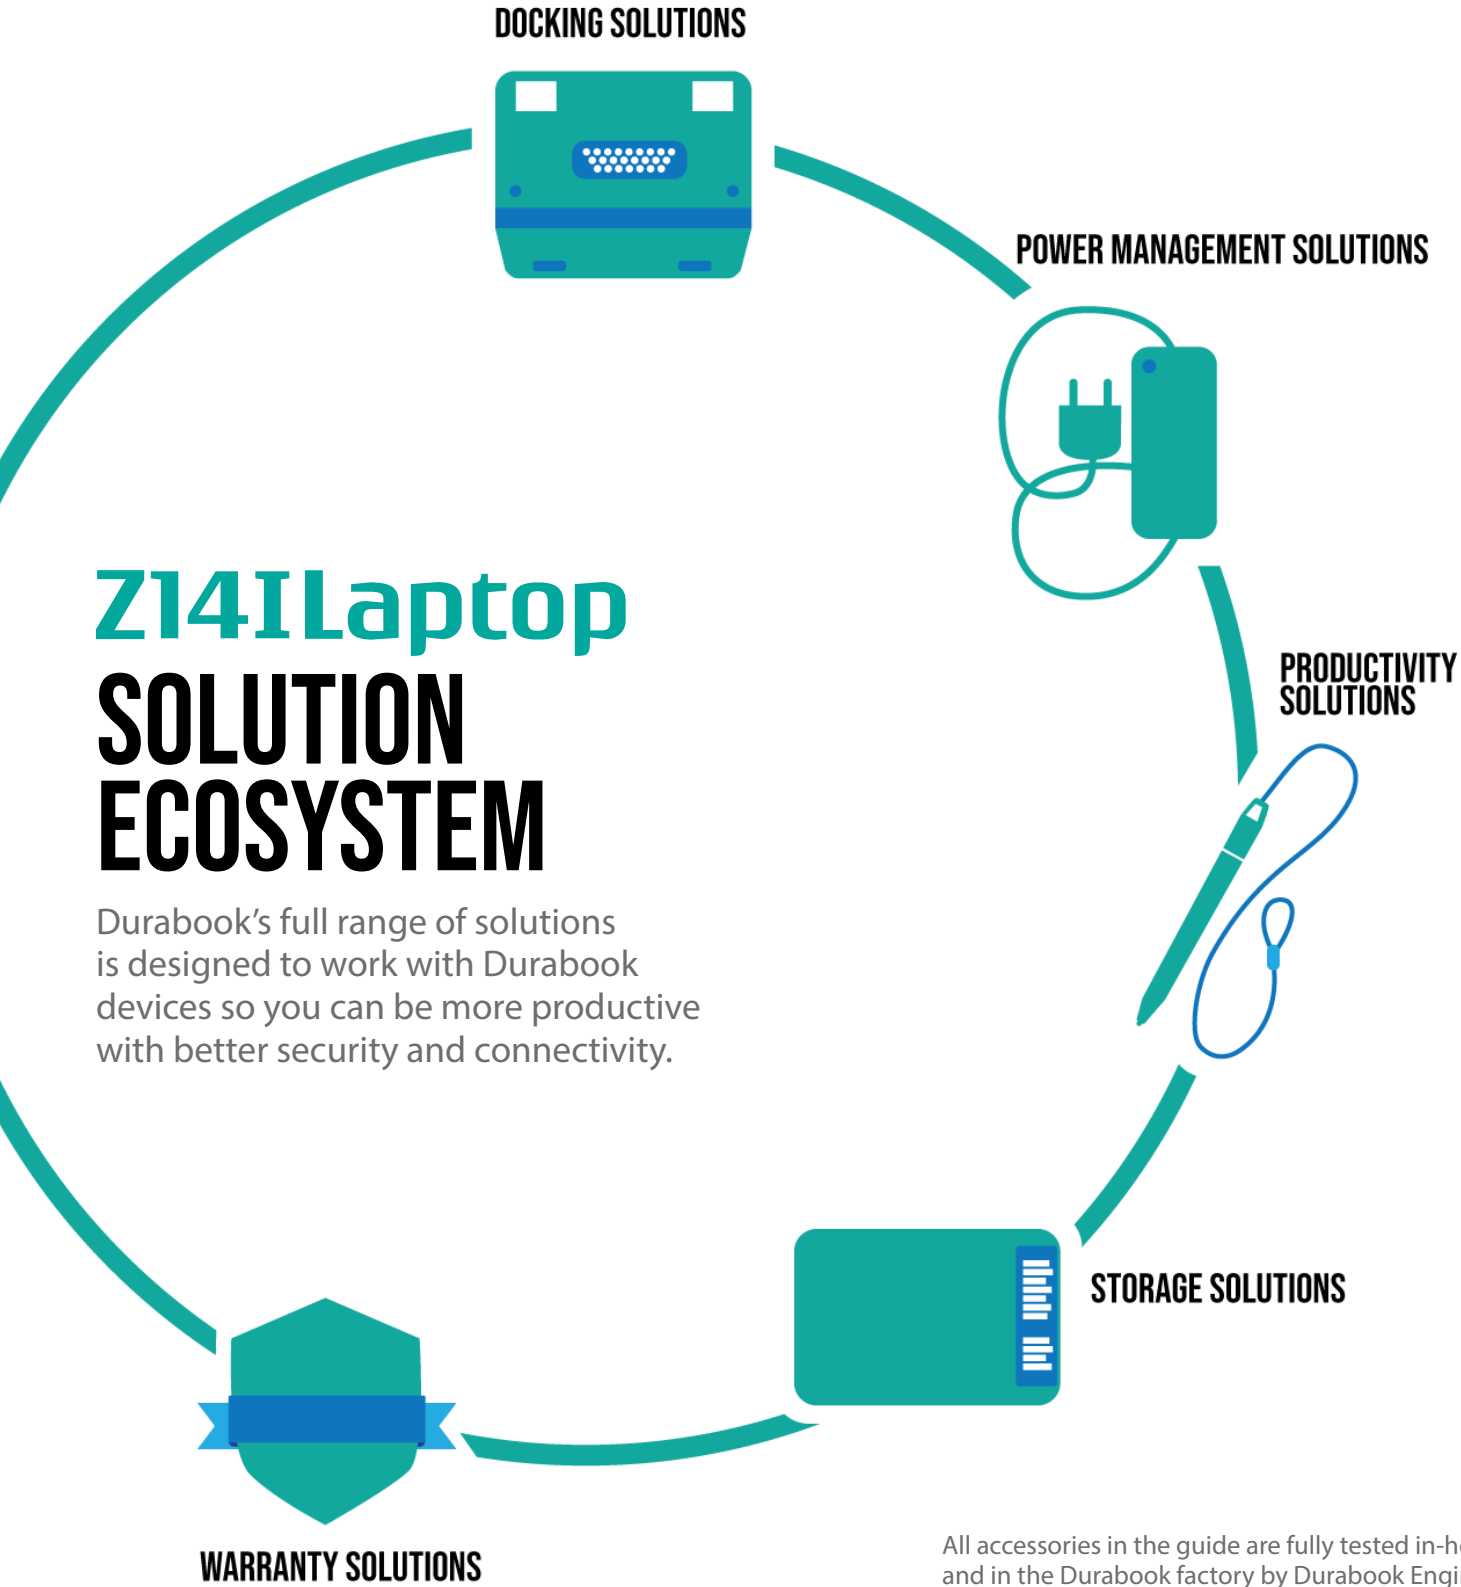 DOCKING SOLUTIONS
POWER MANAGEMENT SOLUTIONS
PRODUCTIVITY
SOLUTIONS
Z14I Laptop
SOLUTION
ECOSYSTEM
Durabook's full range of solutions
is designed to work with Durabook
devices so you can be more productive
with better security and connectivity.
STORAGE SOLUTIONS
WARRANTY SOLUTIONS
All accessories in the guide are fully tested
and in the Durabook factory by Durabook